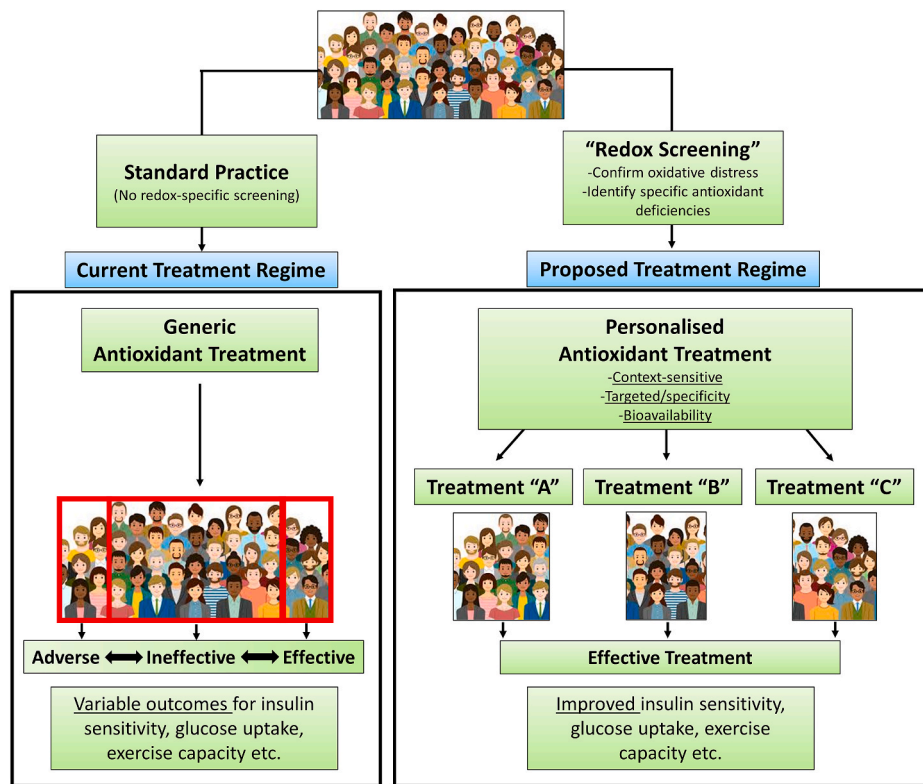 Standard Practice
(No redox-specific screening)
“Redox Screening”
-Confirm oxidative distress
-Identify specific antioxidant
deficiencies
Current Treatment Regime
Proposed Treatment Regime
Generic
Antioxidant Treatment
Adverse
Ineffective
Effective
Variable outcomes for insulin
sensitivity, glucose uptake,
exercise capacity etc.
Personalised
Antioxidant Treatment
-Context-sensitive
-Targeted/specificity
-Bioavailability
Treatment “A”
Treatment “B”
Treatment “C”
Effective Treatment
Improved insulin sensitivity,
glucose uptake, exercise
capacity etc.